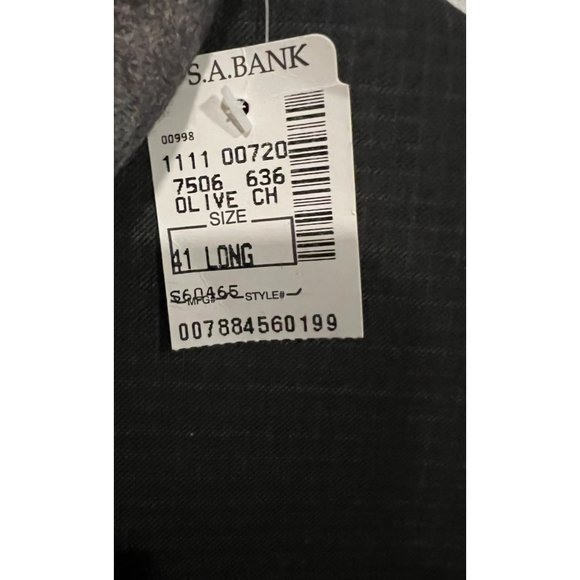 S.A.BANK
00998
1111 00720
7506 636
OLIVE CH
SIZE
41 LONG
S60465
MFG# STYLE#
007884560199